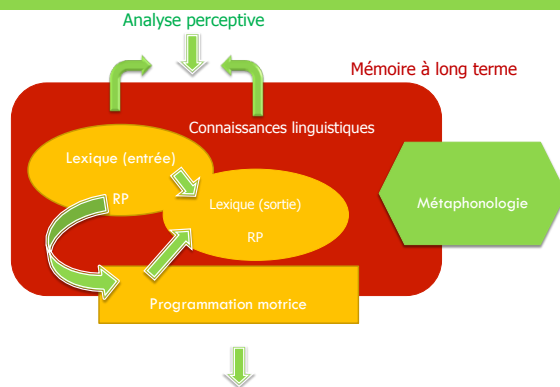 Analyse perceptive
Mémoire à long terme
Connaissances linguistiques
Lexique (entrée)
RP
Lexique (sortie)
RP
Métaphonologie
Programmation motrice